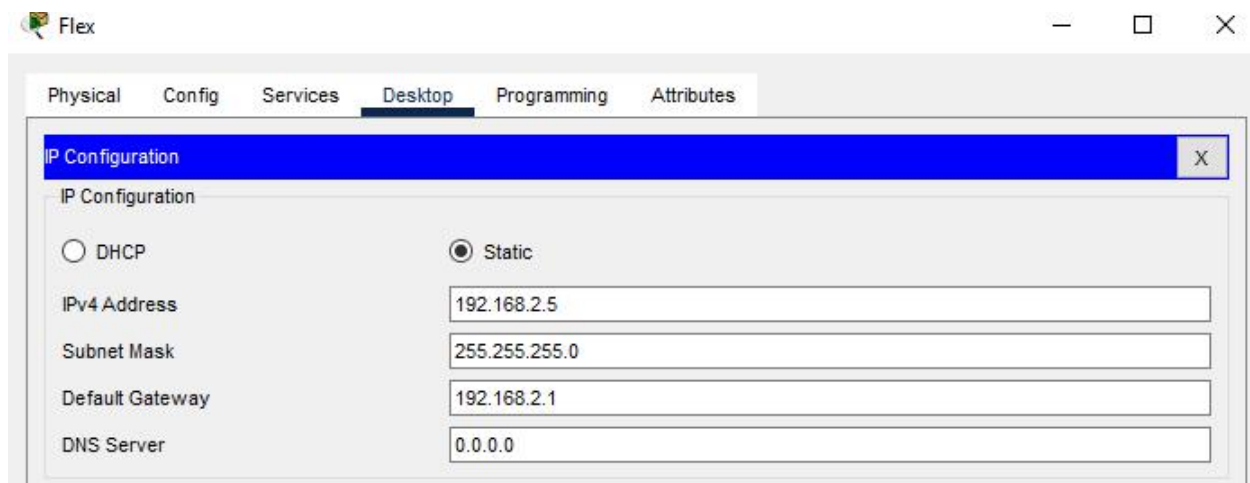 Flex
Physical Config Services Desktop Programming Attributes
IP Configuration X
IP Configuration
DHCP Static
IPv4 Address 192.168.2.5
Subnet Mask 255.255.255.0
Default Gateway 192.168.2.1
DNS Server 0.0.0.0